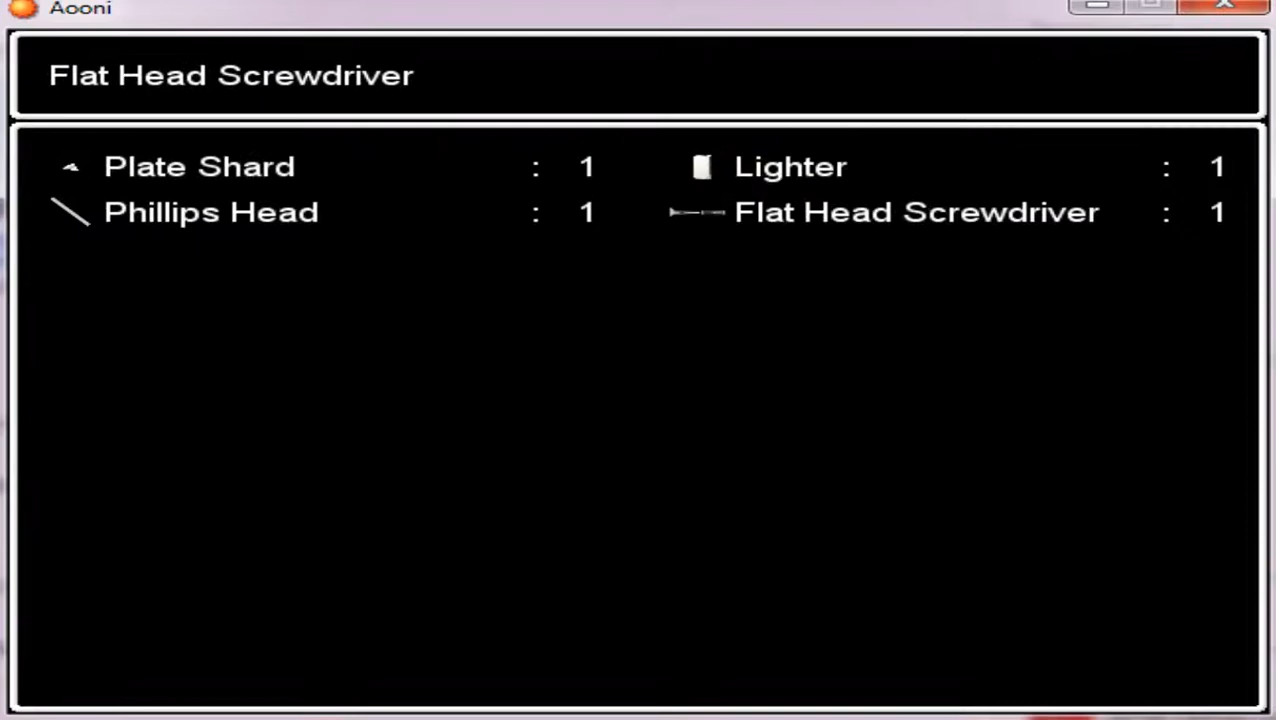 Aooni
Flat Head Screwdriver
Plate Shard : 1 Lighter : 1
Phillips Head : 1 Flat Head Screwdriver : 1